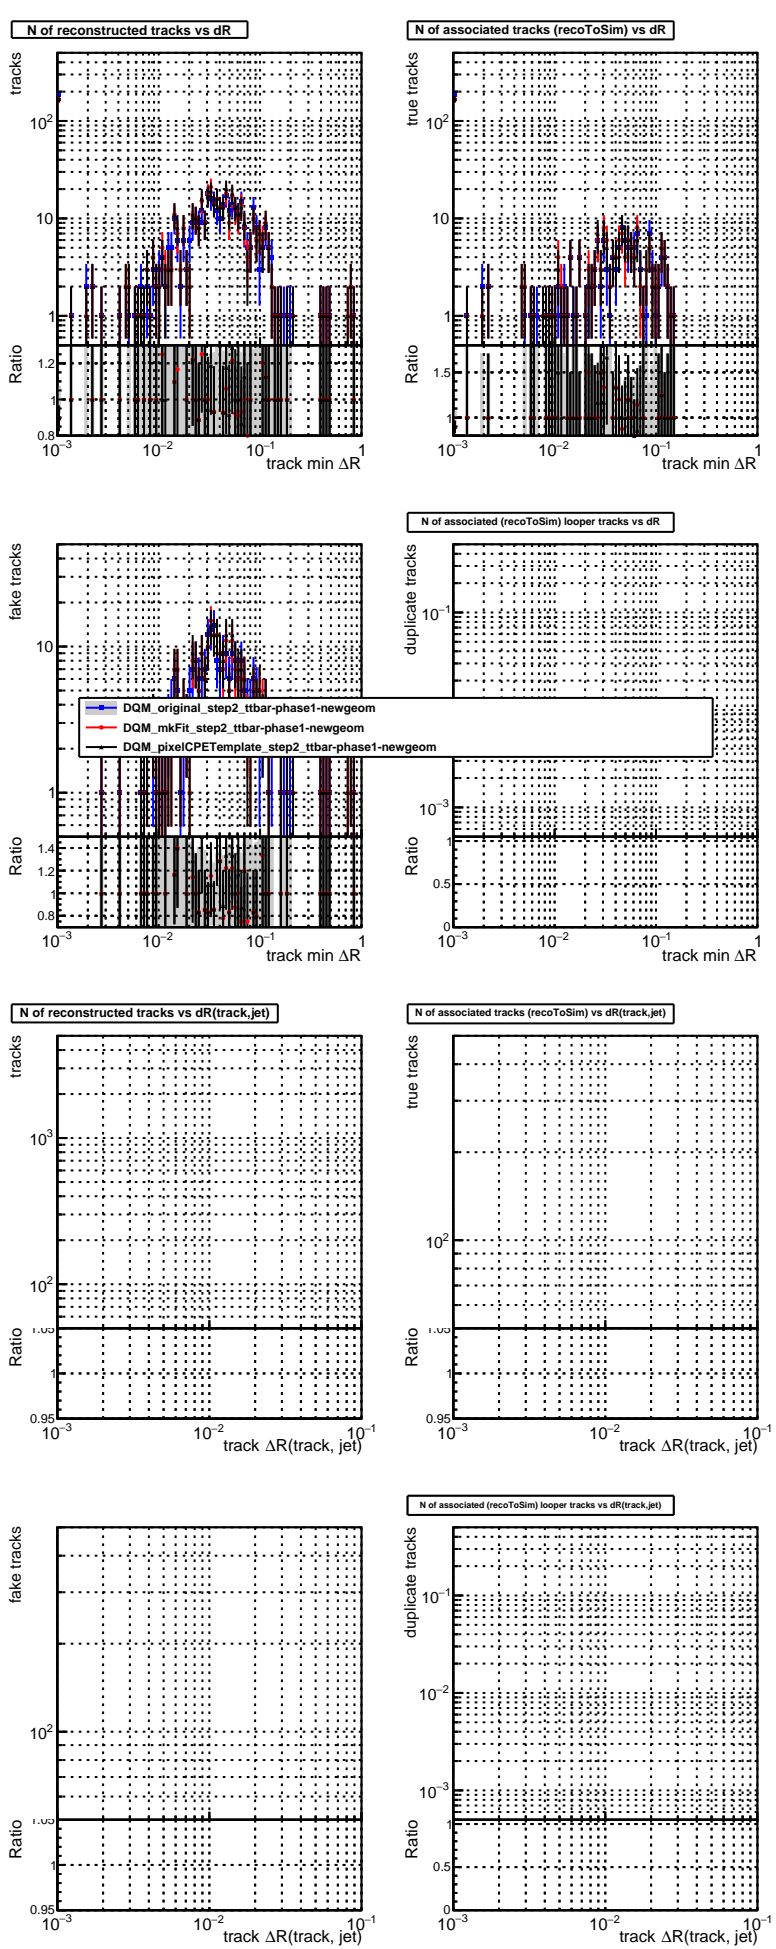 N of reconstructed tracks vs dR
tracks
10²
10
1
Ratio
1.2
1
0.8
10⁻³ 10⁻² 10⁻¹ 1
track min ΔR
N of associated tracks (recoToSim) vs dR
true tracks
10²
10
1
Ratio
1.5
1
10⁻³ 10⁻² 10⁻¹ 1
track min ΔR
fake tracks
10
1
Ratio
1.4
1.2
1
0.8
10⁻³ 10⁻² 10⁻¹ 1
track min ΔR
N of associated (recoToSim) looper tracks vs dR
duplicate tracks
10⁻¹
10⁻³
Ratio
1
0.5
0
10⁻³ 10⁻² 10⁻¹ 1
track min ΔR
DQM_original_step2_ttbar-phase1-newgeom
DQM_mkFit_step2_ttbar-phase1-newgeom
DQM_pixelCPETemplate_step2_ttbar-phase1-newgeom
N of reconstructed tracks vs dR(track,jet)
tracks
10³
10²
Ratio
1.05
1
0.95
10⁻³ 10⁻² 10⁻¹
track ΔR(track, jet)
N of associated tracks (recoToSim) vs dR(track,jet)
true tracks
10²
Ratio
1.05
1
0.95
10⁻³ 10⁻² 10⁻¹
track ΔR(track, jet)
fake tracks
10²
Ratio
1.05
1
0.95
10⁻³ 10⁻² 10⁻¹
track ΔR(track, jet)
N of associated (recoToSim) looper tracks vs dR(track,jet)
duplicate tracks
10⁻¹
10⁻²
10⁻³
Ratio
1
0.5
0
10⁻³ 10⁻² 10⁻¹
track ΔR(track, jet)